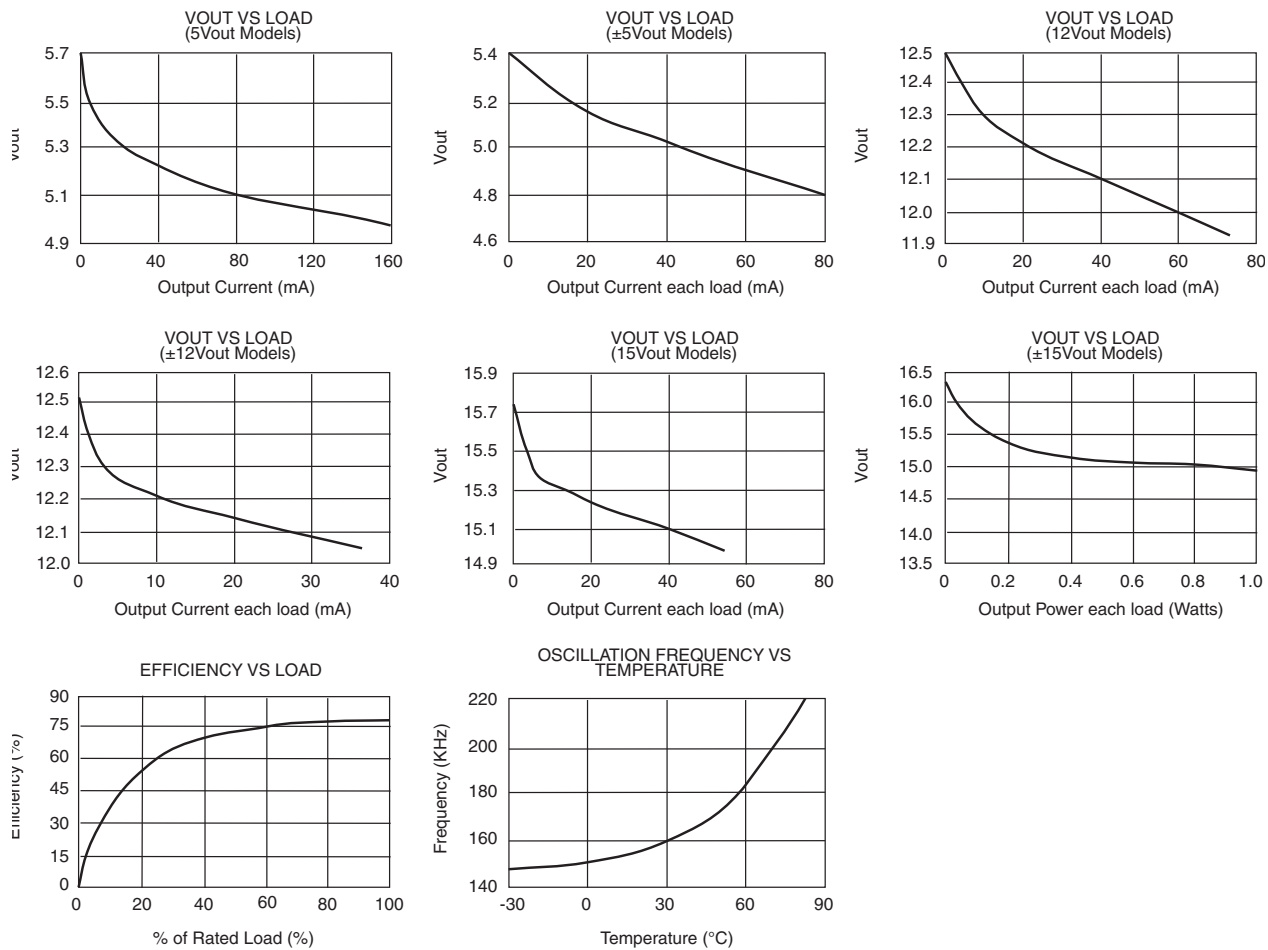 VOUT VS LOAD
(5Vout Models)
5.7
5.5
5.3
5.1
4.9
Vout
0 40 80 120 160
Output Current (mA)
VOUT VS LOAD
(±5Vout Models)
5.4
5.2
5.0
4.8
4.6
Vout
0 20 40 60 80
Output Current each load (mA)
VOUT VS LOAD
(12Vout Models)
12.5
12.4
12.3
12.2
12.1
12.0
11.9
Vout
0 20 40 60 80
Output Current each load (mA)
VOUT VS LOAD
(±12Vout Models)
12.6
12.5
12.4
12.3
12.2
12.1
12.0
Vout
0 10 20 30 40
Output Current each load (mA)
VOUT VS LOAD
(15Vout Models)
15.9
15.7
15.5
15.3
15.1
14.9
Vout
0 20 40 60 80
Output Current each load (mA)
VOUT VS LOAD
(±15Vout Models)
16.5
16.0
15.5
15.0
14.5
14.0
13.5
Vout
0 0.2 0.4 0.6 0.8 1.0
Output Power each load (Watts)
EFFICIENCY VS LOAD
90
75
60
45
30
15
0
Efficiency (%)
0 20 40 60 80 100
% of Rated Load (%)
OSCILLATION FREQUENCY VS
TEMPERATURE
220
200
180
160
140
Frequency (KHz)
-30 0 30 60 90
Temperature (°C)